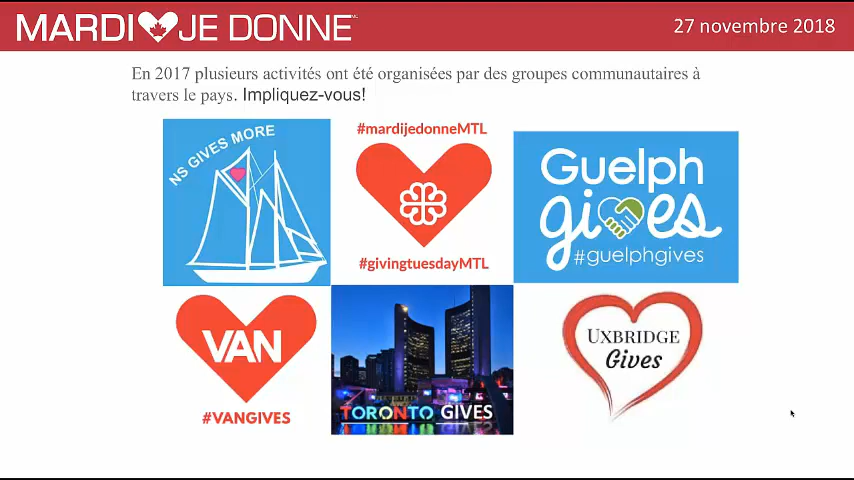 MARDI JE DONNE
27 novembre 2018
En 2017 plusieurs activités ont été organisées par des groupes communautaires à
travers le pays. Impliquez-vous!
NS GIVES MORE
#mardijedonneMTL
#givingtuesdayMTL
Guelph
gives
#guelphgives
VAN
#VANGIVES
TORONTO GIVES
UXBRIDGE
Gives